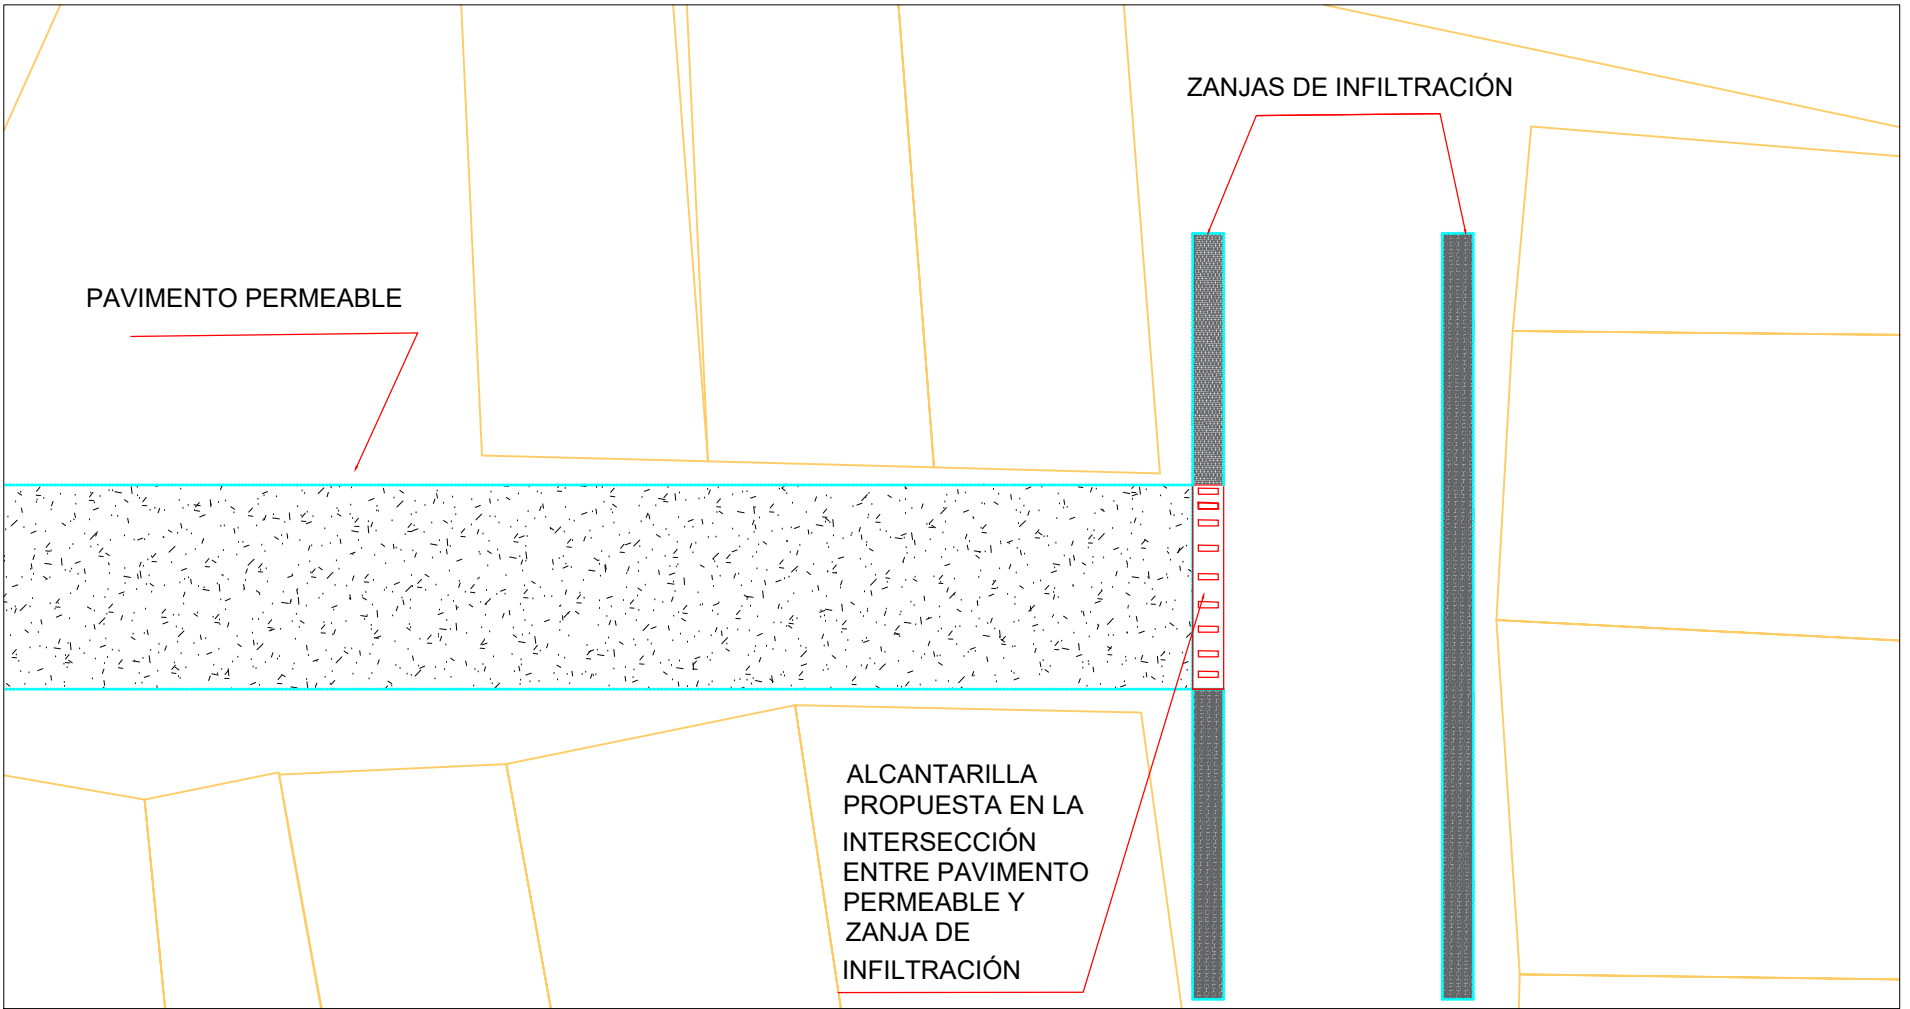 ZANJAS DE INFILTRACIÓN
PAVIMENTO PERMEABLE
ALCANTARILLA
PROPUESTA EN LA
INTERSECCIÓN
ENTRE PAVIMENTO
PERMEABLE Y
ZANJA DE
INFILTRACIÓN